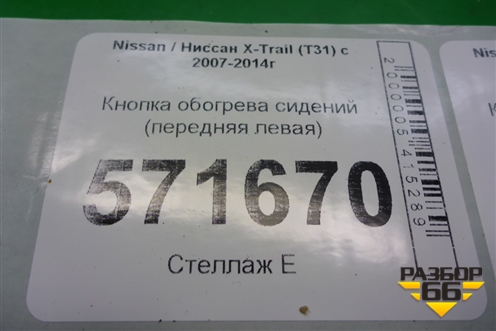 Nissan / Ниссан X-Trail (T31) с
2007-2014г
Кнопка обогрева сидений
(передняя левая)
571670
Стеллаж Е
2000005415289
РАЗБОР
66